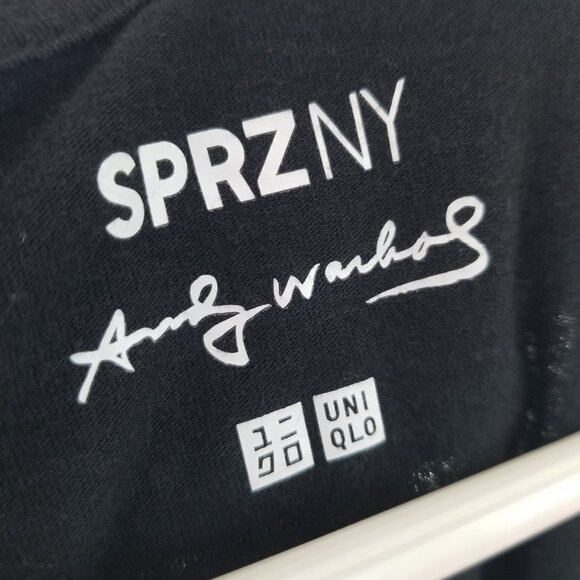 SPRZNY
Andy Warhol
ユニ UNI
クロ QLO